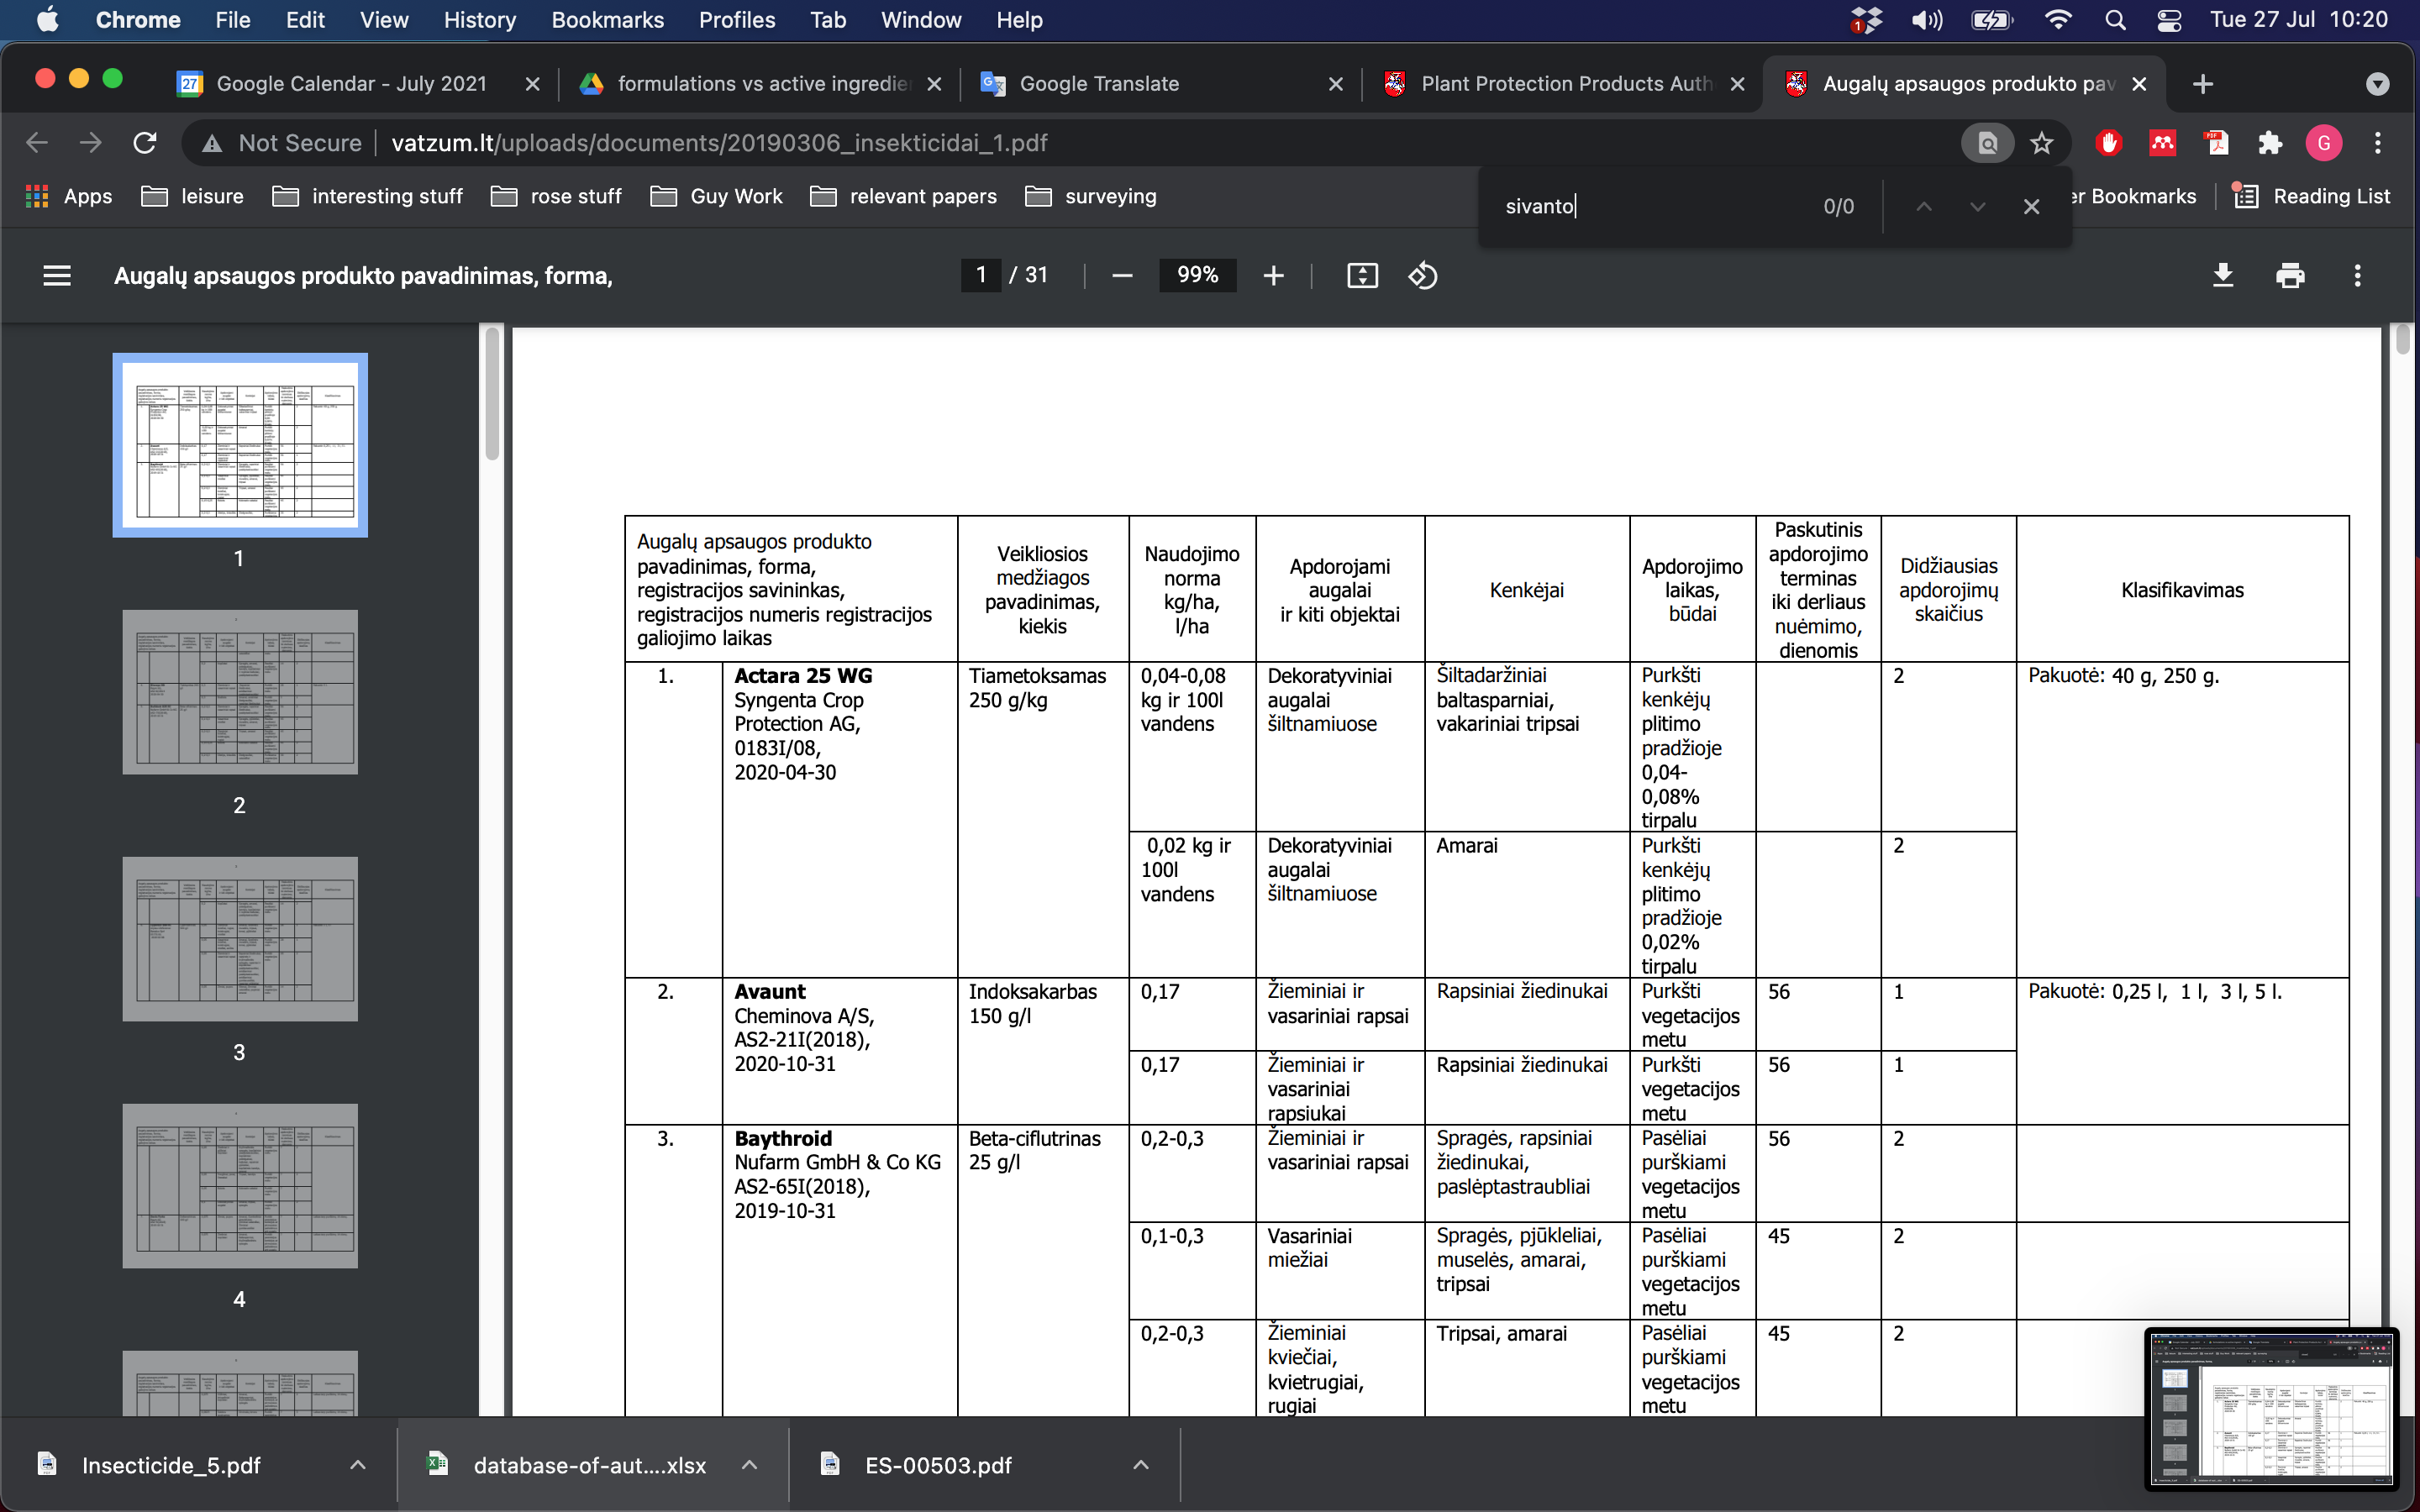 Chrome File Edit View History Bookmarks Profiles Tab Window Help
1
Tue 27 Jul 10:20
27 Google Calendar - July 2021
formulations vs active ingredie
Google Translate
Plant Protection Products Auth
Augalų apsaugos produkto pav
Not Secure vatzum.lt/uploads/documents/20190306_insekticidai_1.pdf
G
Apps leisure interesting stuff rose stuff Guy Work relevant papers surveying
sivanto 0/0
er Bookmarks Reading List
Augalų apsaugos produkto pavadinimas, forma,
1 / 31 99%
1
2
3
4
Augalų apsaugos produkto
pavadinimas, forma,
registracijos savininkas,
registracijos numeris registracijos
galiojimo laikas
Veikliosios
medžiagos
pavadinimas,
kiekis
Naudojimo
norma
kg/ha,
l/ha
Apdorojami
augalai
ir kiti objektai
Kenkėjai
Apdorojimo
laikas,
būdai
Paskutinis
apdorojimo
terminas
iki derliaus
nuėmimo,
dienomis
Didžiausias
apdorojimų
skaičius
Klasifikavimas
1.
Actara 25 WG
Syngenta Crop
Protection AG,
0183I/08,
2020-04-30
Tiametoksamas
250 g/kg
0,04-0,08
kg ir 100l
vandens
Dekoratyviniai
augalai
šiltnamiuose
Šiltadaržiniai
baltasparniai,
vakariniai tripsai
Purkšti
kenkėjų
plitimo
pradžioje
0,04-
0,08%
tirpalu
2
Pakuotė: 40 g, 250 g.
0,02 kg ir
100l
vandens
Dekoratyviniai
augalai
šiltnamiuose
Amarai
Purkšti
kenkėjų
plitimo
pradžioje
0,02%
tirpalu
2
2.
Avaunt
Cheminova A/S,
AS2-21I(2018),
2020-10-31
Indoksakarbas
150 g/l
0,17
Žieminiai ir
vasariniai rapsai
Rapsiniai žiedinukai
Purkšti
vegetacijos
metu
56
1
Pakuotė: 0,25 l, 1 l, 3 l, 5 l.
0,17
Žieminiai ir
vasariniai
rapsiukai
Rapsiniai žiedinukai
Purkšti
vegetacijos
metu
56
1
3.
Baythroid
Nufarm GmbH & Co KG
AS2-65I(2018),
2019-10-31
Beta-ciflutrinas
25 g/l
0,2-0,3
Žieminiai ir
vasariniai rapsai
Spragės, rapsiniai
žiedinukai,
paslėptastraubliai
Pasėliai
purškiami
vegetacijos
metu
56
2
0,1-0,3
Vasariniai
miežiai
Spragės, pjūkleliai,
muselės, amarai,
tripsai
Pasėliai
purškiami
vegetacijos
metu
45
2
0,2-0,3
Žieminiai
kviečiai,
kvietrugiai,
rugiai
Tripsai, amarai
Pasėliai
purškiami
vegetacijos
metu
45
2
Insecticide_5.pdf
database-of-aut....xlsx
ES-00503.pdf